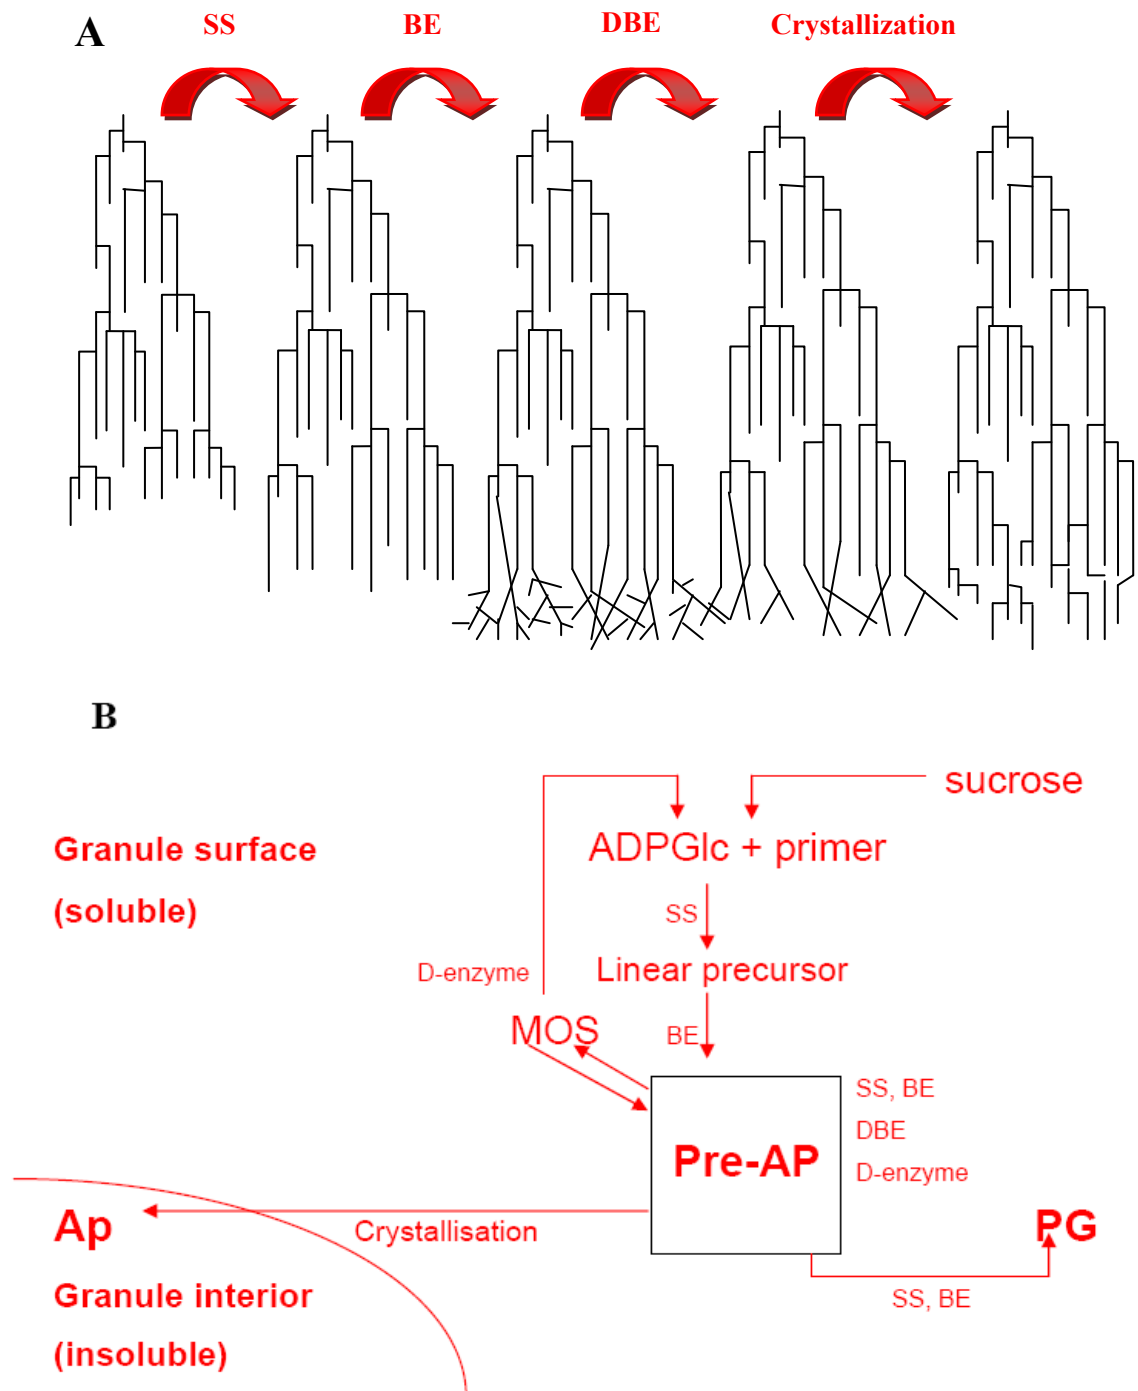 A
SS
BE
DBE
Crystallization
B
sucrose
Granule surface
(soluble)
ADPGlc + primer
SS
D-enzyme
Linear precursor
MOS
BE
SS, BE
DBE
Pre-AP
D-enzyme
Ap
Crystallisation
PG
Granule interior
(insoluble)
SS, BE